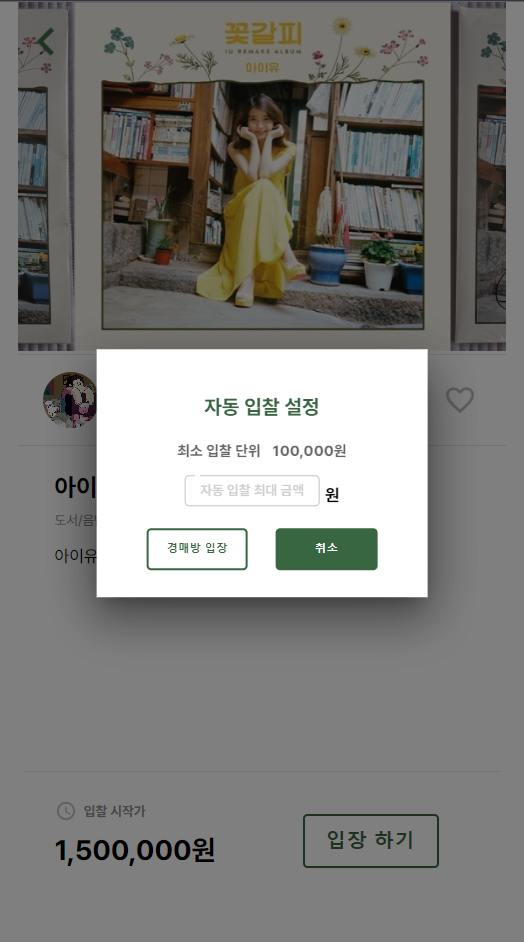 꽃갈피
IU REMAKE ALBUM
아이유
자동 입찰 설정
최소 입찰 단위 100,000원
자동 입찰 최대 금액 원
경매방 입장
취소
아이
도서/음
아이유
입찰 시작가
1,500,000원
입장 하기